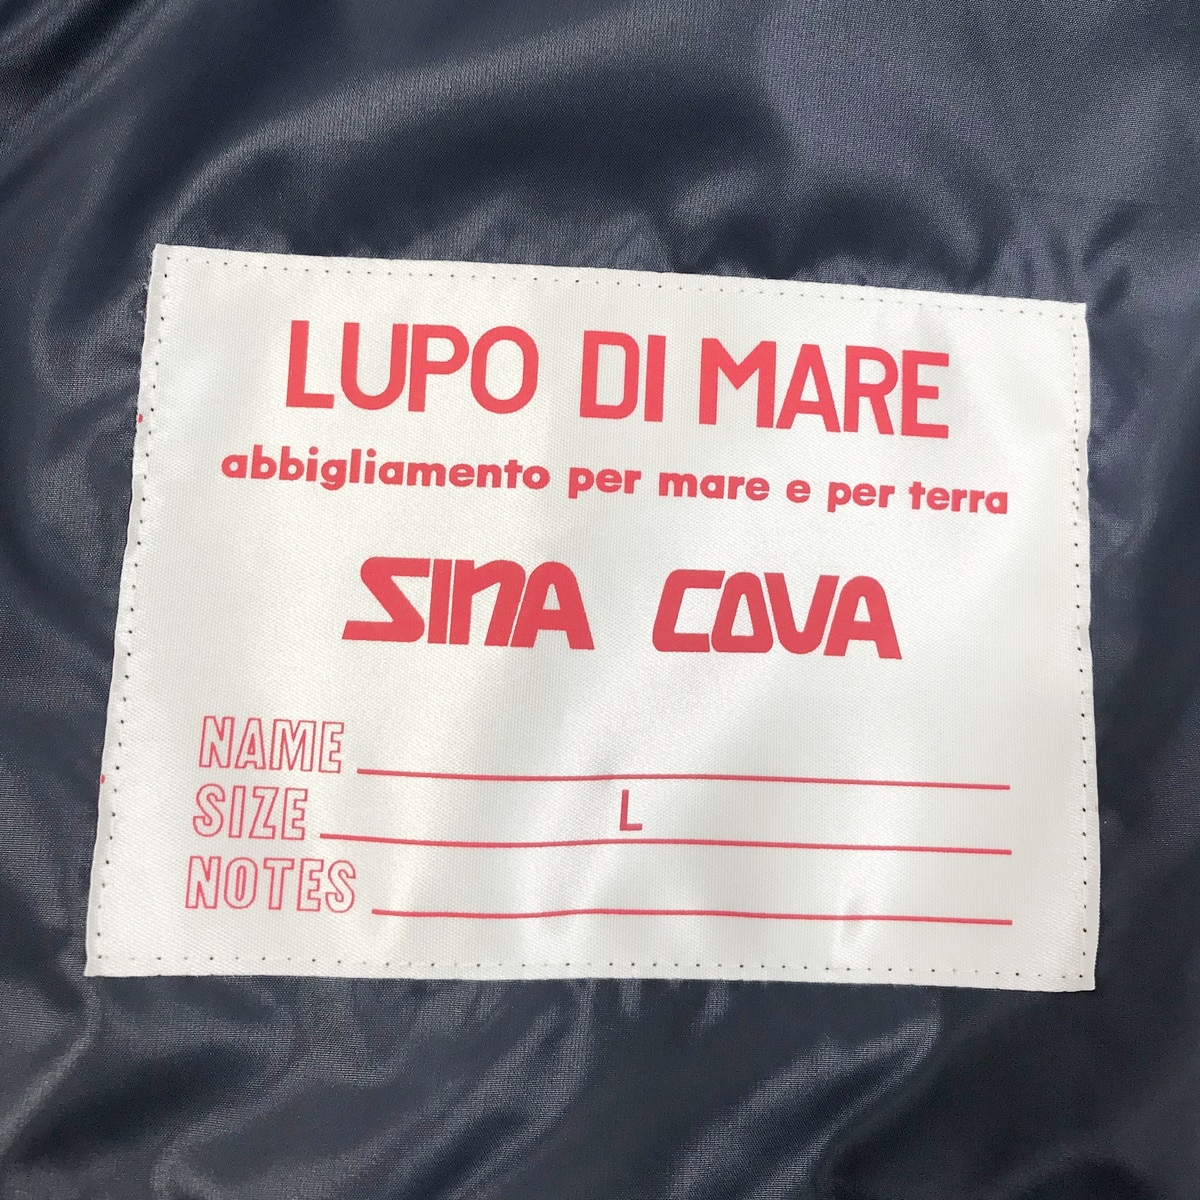 LUPO DI MARE
abbigliamento per mare e per terra
SINA COVA
NAME
SIZE L
NOTES